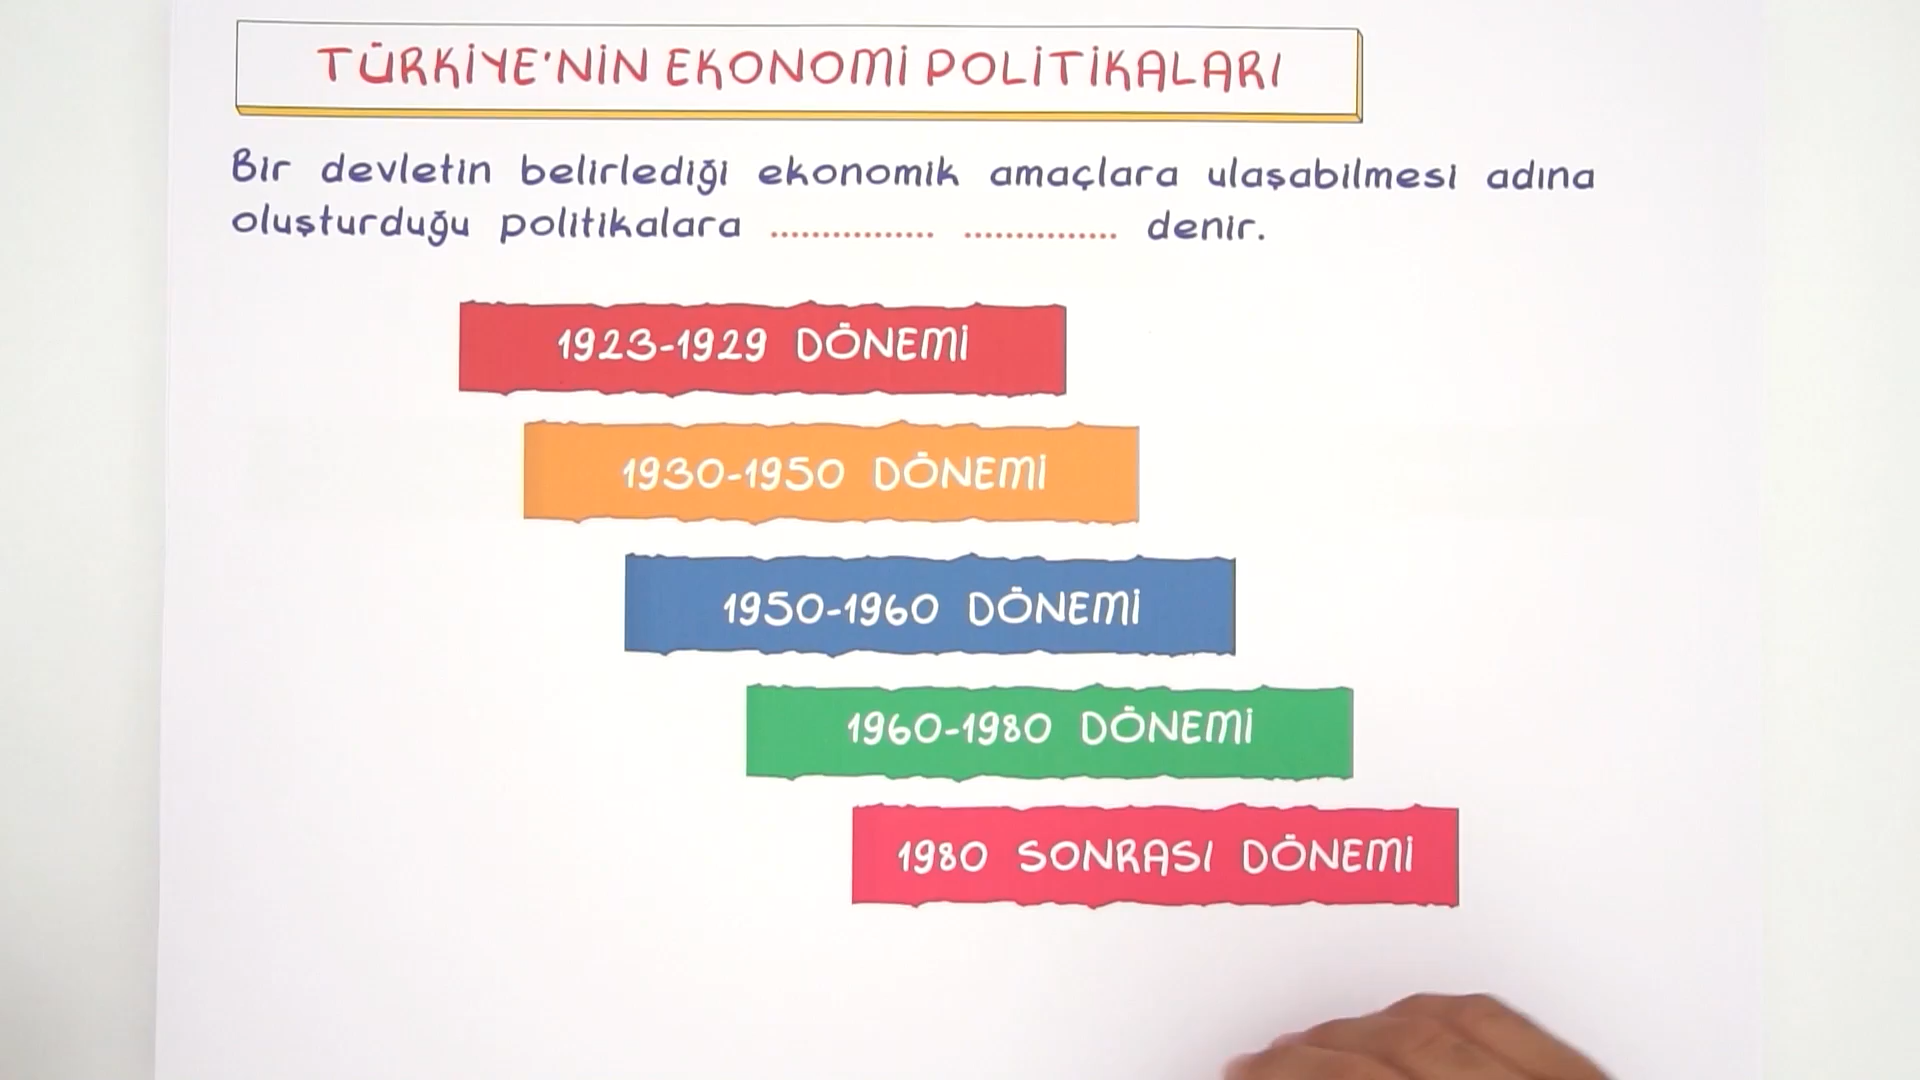 TÜRKİYE'NİN EKONOMİ POLİTİKALARI
Bir devletin belirlediği ekonomik amaçlara ulaşabilmesi adına
oluşturduğu politikalara ................ ............... denir.
1923-1929 DÖNEMİ
1930-1950 DÖNEMİ
1950-1960 DÖNEMİ
1960-1980 DÖNEMİ
1980 SONRASI DÖNEMİ